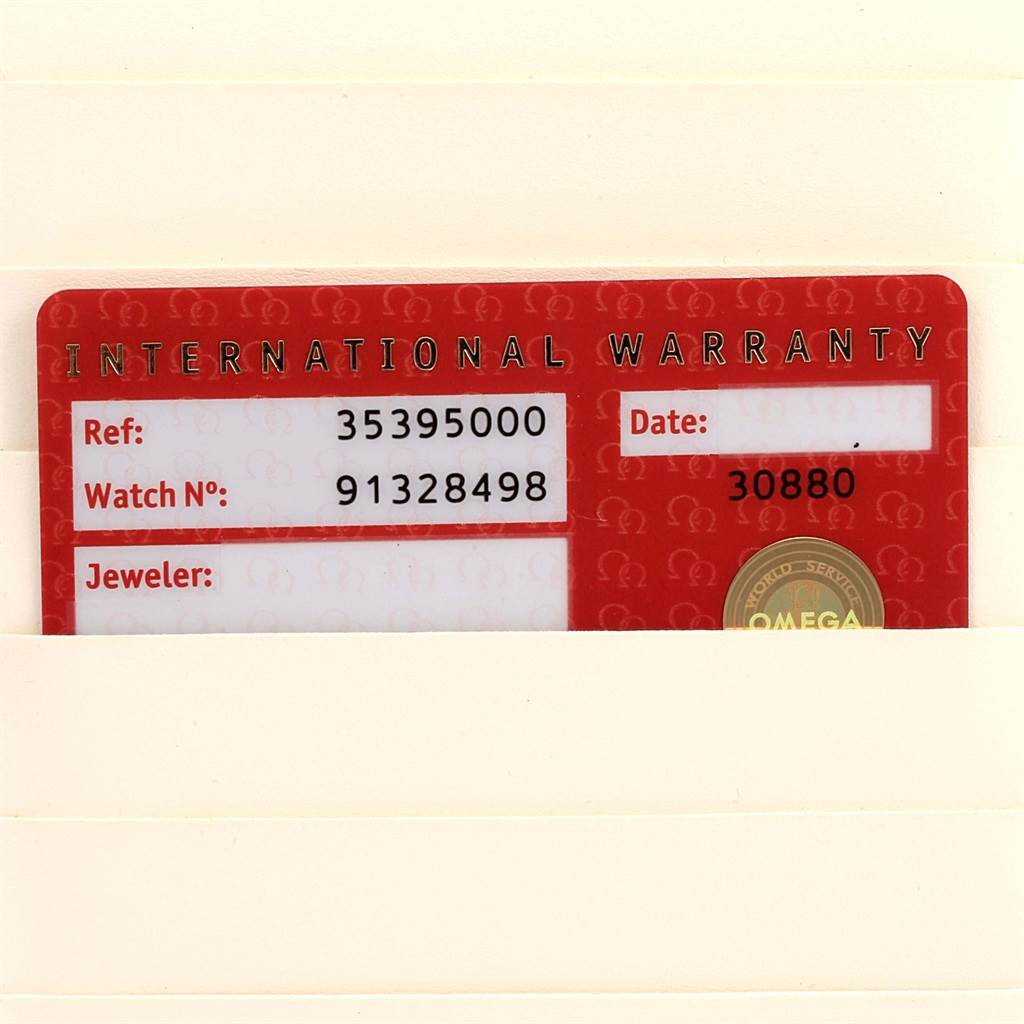 INTERNATIONAL WARRANTY
Ref: 35395000
Watch Nº: 91328498
Jeweler:
Date:
30880
WORLD SERVICE
OMEGA